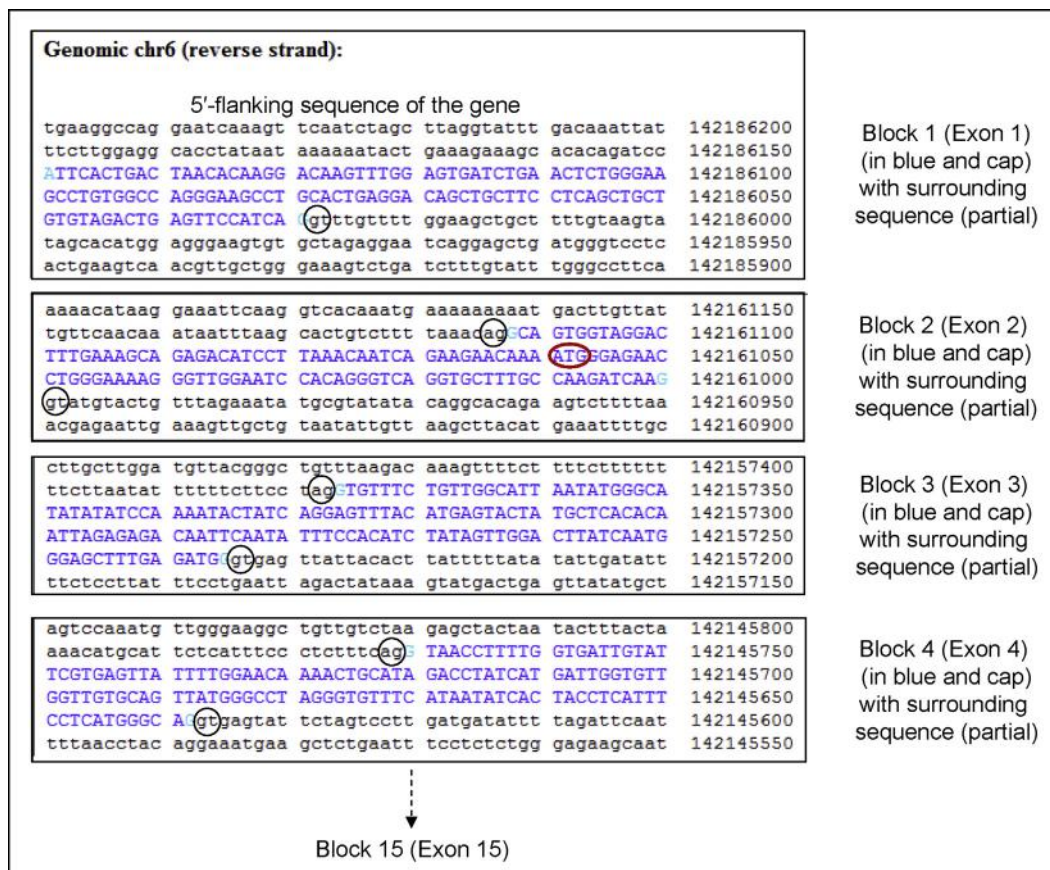 Genomic chr6 (reverse strand):
5'-flanking sequence of the gene
tgaaggccag gaatcaaagt tcaatctagc ttaggtattt gacaaattat 142186200
ttcttggagg cacctataat aaaaaatact gaaagaaagc acacagatcc 142186150
ATTCACTGAC TAACACAAGG ACAAGTTTGG AGTGATCTGA ACTCTGGGAA 142186100
GCCTGTGGCC AGGGAAGCCT GCACTGAGGA CAGCTGCTTC CTCAGCTGCT 142186050
GTGTAGACTG AGTTCCATCA Ggtttgtttt ggaagctgct tttgtaagta 142186000
tagcacatgg agggaagtgt gctagaggaa tcaggagctg atgggtcctc 142185950
actgaagtca acgttgctgg gaaagtctga tctttgtatt tgggccttca 142185900
Block 1 (Exon 1)
(in blue and cap)
with surrounding
sequence (partial)
aaaacataag gaaattcaag gtcacaaatg aaaaaaaaat gacttgttat 142161150
tgttcaacaa ataatttaag cactgtcttt taaacagGCA GTGGTAGGAC 142161100
TTTGAAAGCA GAGACATCCT TAAACAATCA GAAGAACAAA ATGGGAGAAC 142161050
CTGGGAAAAG GGTTGGAATC CACAGGGTCA GGTGCTTTGC CAAGATCAAG 142161000
gtatgtactg tttagaaata tgcgtatata caggcacaga agtcttttaa 142160950
acgagaattg aaagttgctg taatattgtt aagcttacat gaaattttgc 142160900
Block 2 (Exon 2)
(in blue and cap)
with surrounding
sequence (partial)
cttgcttgga tgttacgggc tgtttaagac aaagttttct tttctttttt 142157400
ttcttaatat tttttcttcc tagGTGTTTC TGTTGGCATT AATATGGGCA 142157350
TATATATCCA AAATACTATC AGGAGTTTAC ATGAGTACTA TGCTCACACA 142157300
ATTAGAGAGA CAATTCAATA TTTCCACATC TATAGTTGGA CTTATCAATG 142157250
GGAGCTTTGA GATGGgtgag ttattacact tatttttata tattgatatt 142157200
ttctccttat ttcctgaatt agactataaa gtatgactga gttatatgct 142157150
Block 3 (Exon 3)
(in blue and cap)
with surrounding
sequence (partial)
agtccaaatg ttgggaaggc tgttgtctaa gagctactaa tactttacta 142145800
aaacatgcat tctcatttcc ctctttcagG GTAACCTTTTG GTGATTGTAT 142145750
TCGTGAGTTA TTTTGGAACA AAACTGCATA GACCTATCAT GATTGGTGTT 142145700
GGTTGTGCAG TTATGGGCCT AGGGTGTTTC ATAATATCAC TACCTCATTT 142145650
CCTCATGGGC AGgtgagtat tctagtcctt gatgatattt tagattcaat 142145600
tttaacctac aggaaatgaa gctctgaatt tcctctctgg gagaagcaat 142145550
Block 4 (Exon 4)
(in blue and cap)
with surrounding
sequence (partial)
Block 15 (Exon 15)